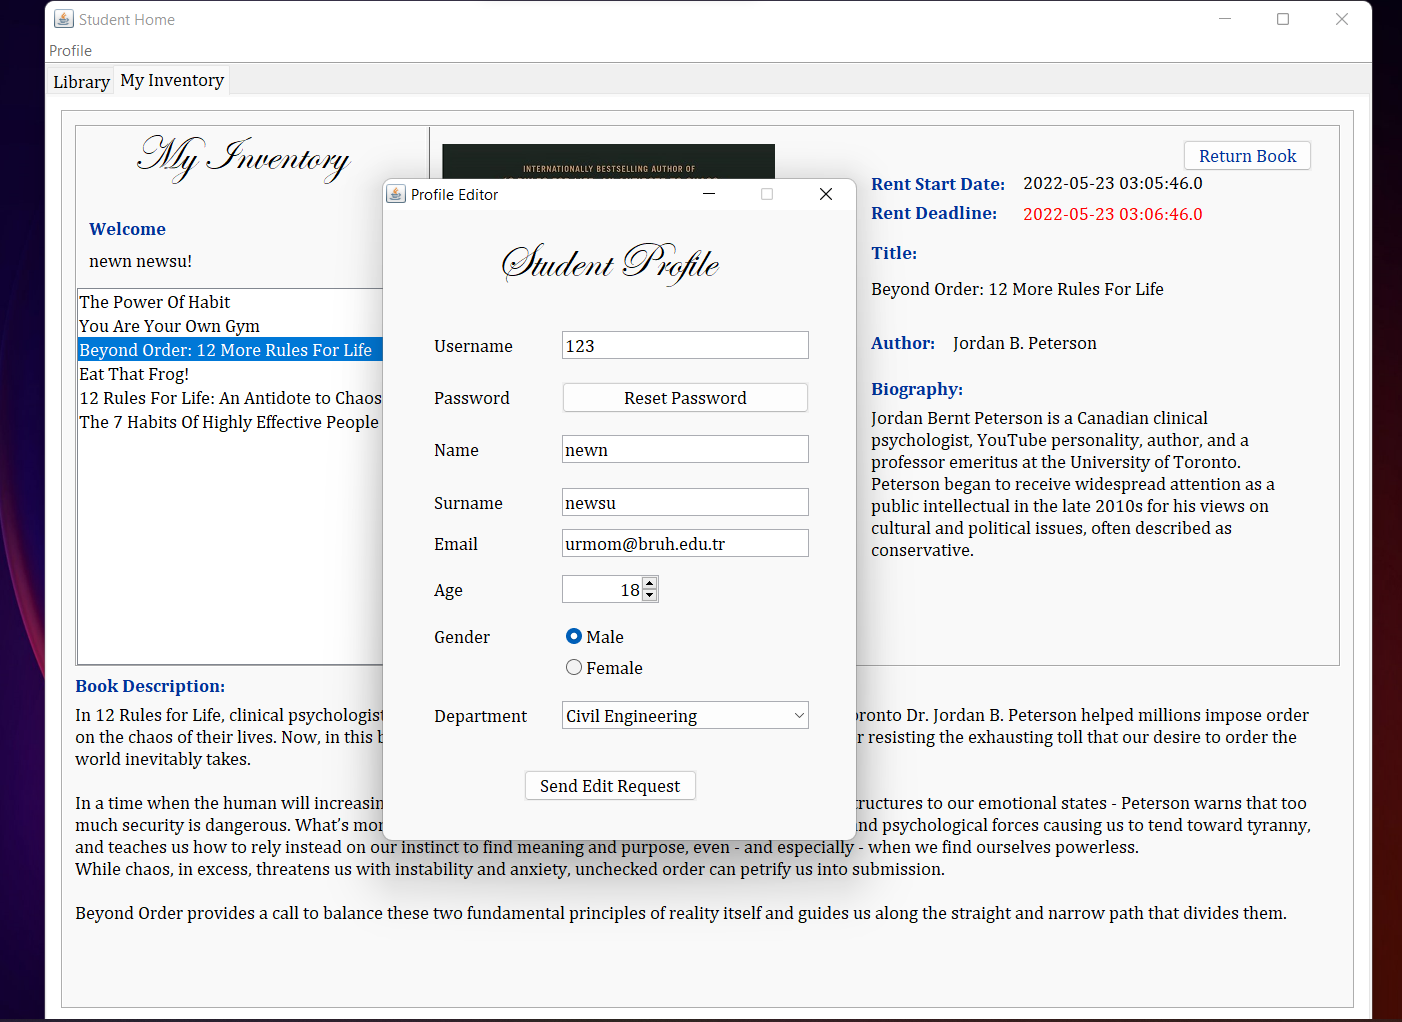 Student Home
Profile
Library
My Inventory
My Inventory
Welcome
newn newsu!
The Power Of Habit
You Are Your Own Gym
Beyond Order: 12 More Rules For Life
Eat That Frog!
12 Rules For Life: An Antidote to Chaos
The 7 Habits Of Highly Effective People
INTERNATIONALLY BESTSELLING AUTHOR OF
Return Book
Rent Start Date: 2022-05-23 03:05:46.0
Rent Deadline: 2022-05-23 03:06:46.0
Title:
Beyond Order: 12 More Rules For Life
Author: Jordan B. Peterson
Biography:
Jordan Bernt Peterson is a Canadian clinical
psychologist, YouTube personality, author, and a
professor emeritus at the University of Toronto.
Peterson began to receive widespread attention as a
public intellectual in the late 2010s for his views on
cultural and political issues, often described as
conservative.
Profile Editor
Student Profile
Username 123
Password Reset Password
Name newn
Surname newsu
Email urmom@bruh.edu.tr
Age 18
Gender Male
Female
Department Civil Engineering
Send Edit Request
Book Description:
In 12 Rules for Life, clinical psychologist oronto Dr. Jordan B. Peterson helped millions impose order
on the chaos of their lives. Now, in this b r resisting the exhausting toll that our desire to order the
world inevitably takes.
In a time when the human will increasin ructures to our emotional states - Peterson warns that too
much security is dangerous. What's mor nd psychological forces causing us to tend toward tyranny,
and teaches us how to rely instead on our instinct to find meaning and purpose, even - and especially - when we find ourselves powerless.
While chaos, in excess, threatens us with instability and anxiety, unchecked order can petrify us into submission.
Beyond Order provides a call to balance these two fundamental principles of reality itself and guides us along the straight and narrow path that divides them.